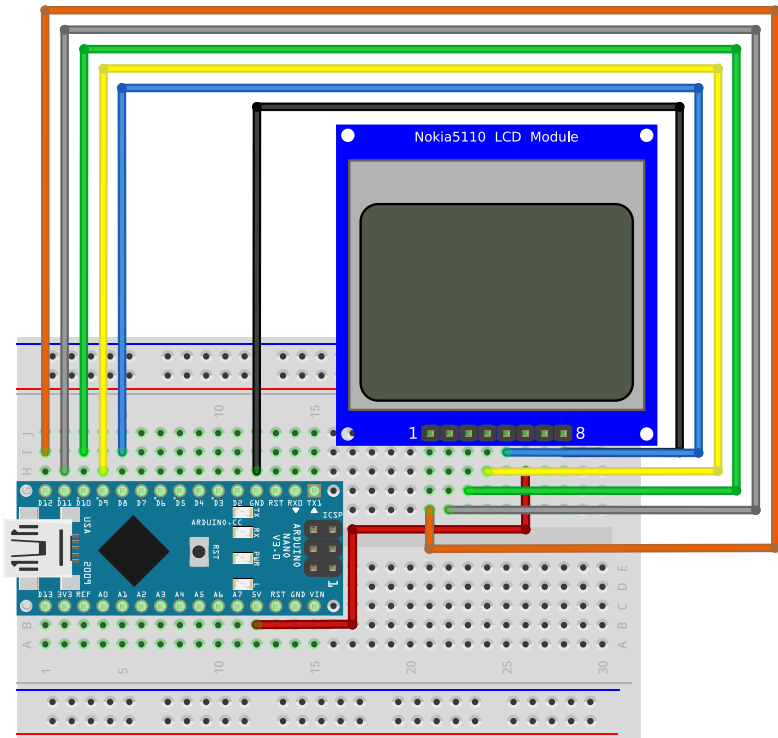 Nokia5110 LCD Module
1 8
10 15
J
I
H
G
D12 D11 D10 D9 D8 D7 D6 D5 D4 D3 D2 GND RST RX0 TX1
TX
ICSP
ARDUINO.CC
RX
ARDUINO
NANO
V3.0
USA
RST
PWR
2009
L
1
D13 3V3 REF A0 A1 A2 A3 A4 A5 A6 A7 5V RST GND VIN
E
D
C C
B B
A A
1 5 10 15 20 25 30